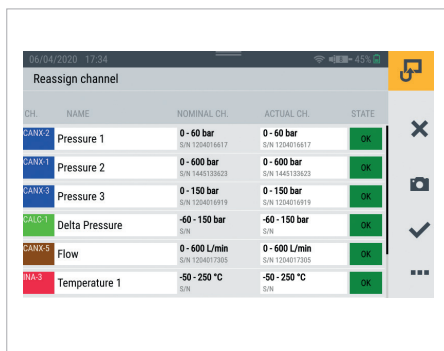 06/04/2020 17:34 45%
Reassign channel
CH. NAME NOMINAL CH. ACTUAL CH. STATE
CANX-2 Pressure 1 0 - 60 bar 0 - 60 bar OK
S/N 1204016617 S/N 1204016617
CANX-1 Pressure 2 0 - 600 bar 0 - 600 bar OK
S/N 1445133623 S/N 1445133623
CANX-3 Pressure 3 0 - 150 bar 0 - 150 bar OK
S/N 1204016919 S/N 1204016919
CALC-1 Delta Pressure -60 - 150 bar -60 - 150 bar OK
S/N S/N
CANX-5 Flow 0 - 600 L/min 0 - 600 L/min OK
S/N 1204017305 S/N 1204017305
INA-3 Temperature 1 -50 - 250 °C -50 - 250 °C OK
S/N S/N